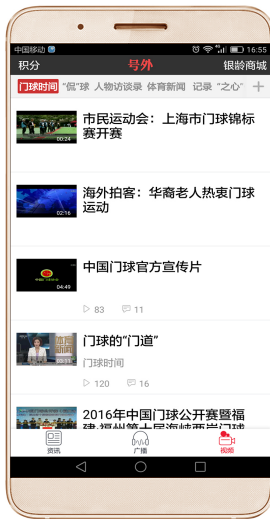 中国移动 16:55
积分 号外 银龄商城
门球时间 "侃"球 人物访谈录 体育新闻 记录 "之心"
00:24
市民运动会：上海市门球锦标
赛开赛
02:16
海外拍客：华裔老人热衷门球
运动
04:49
中国门球官方宣传片
83 11
门球的"门道"
门球时间
120 16
2016年中国门球公开赛暨福
建·福州第十届海峡两岸门球
资讯 广播 视频